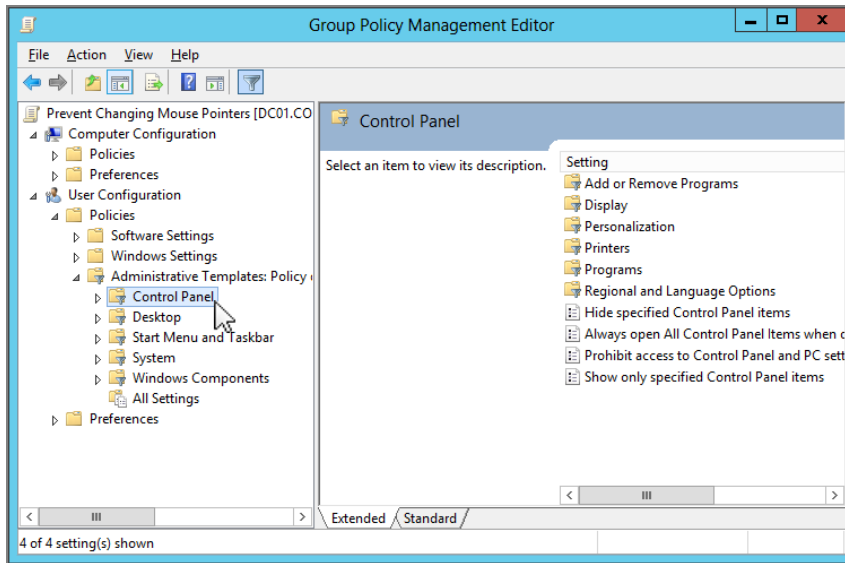 Group Policy Management Editor
File Action View Help
Prevent Changing Mouse Pointers [DC01.CO
Computer Configuration
Policies
Preferences
User Configuration
Policies
Software Settings
Windows Settings
Administrative Templates: Policy
Control Panel
Desktop
Start Menu and Taskbar
System
Windows Components
All Settings
Preferences
Control Panel
Select an item to view its description.
Setting
Add or Remove Programs
Display
Personalization
Printers
Programs
Regional and Language Options
Hide specified Control Panel items
Always open All Control Panel Items when
Prohibit access to Control Panel and PC sett
Show only specified Control Panel items
Extended Standard
4 of 4 setting(s) shown